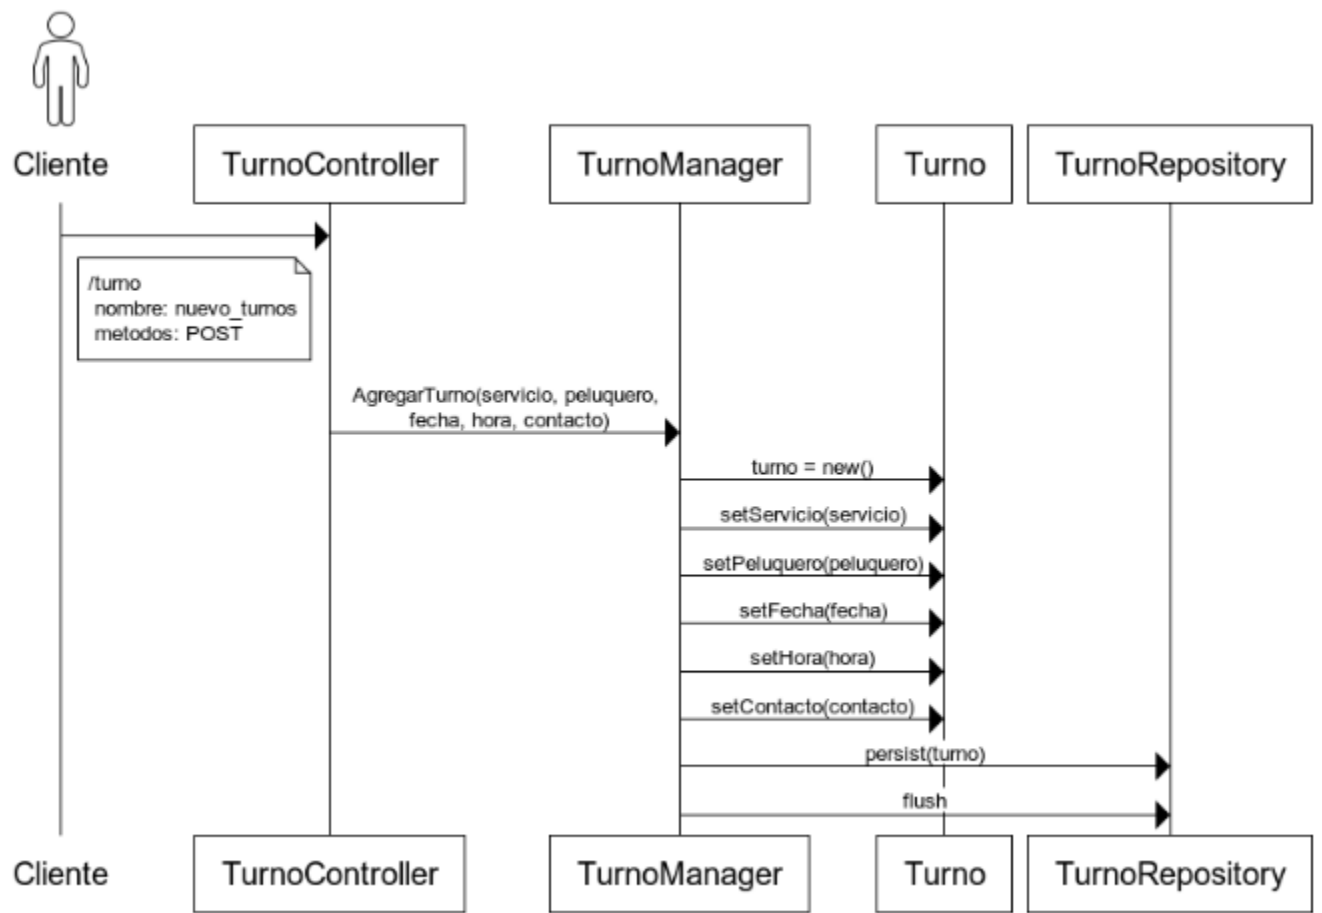 Cliente
TurnoController
TurnoManager
Turno
TurnoRepository
/turno
nombre: nuevo_turnos
metodos: POST
AgregarTurno(servicio, peluquero,
fecha, hora, contacto)
turno = new()
setServicio(servicio)
setPeluquero(peluquero)
setFecha(fecha)
setHora(hora)
setContacto(contacto)
persist(turno)
flush
Cliente
TurnoController
TurnoManager
Turno
TurnoRepository